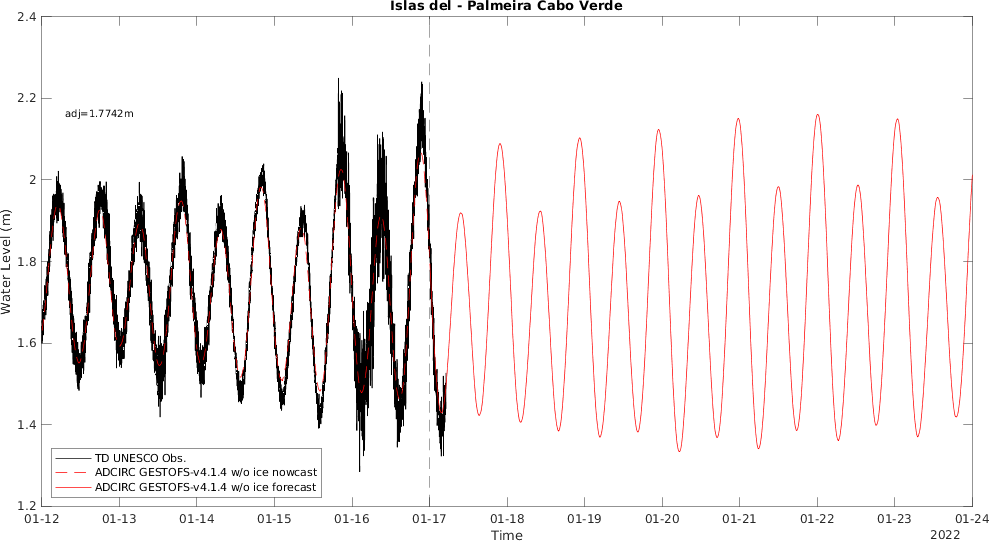 Islas del - Palmeira Cabo Verde
2.4
2.2
2
1.8
1.6
1.4
1.2
Water Level (m)
adj=1.7742m
TD UNESCO Obs.
ADCIRC GESTOFS-v4.1.4 w/o ice nowcast
ADCIRC GESTOFS-v4.1.4 w/o ice forecast
01-12 01-13 01-14 01-15 01-16 01-17 01-18 01-19 01-20 01-21 01-22 01-23 01-24
Time
2022